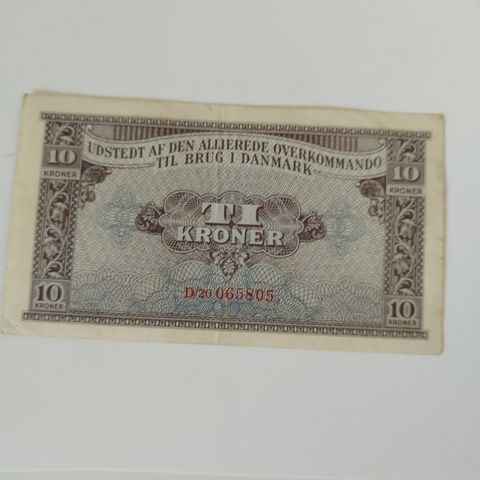 UDSTEDT AF DEN ALLIEREDE OVERKOMMANDO
TIL BRUG I DANMARK
10
KRONER
10
KRONER
TI
KRONER
D/26 065805
10
KRONER
10
KRONER